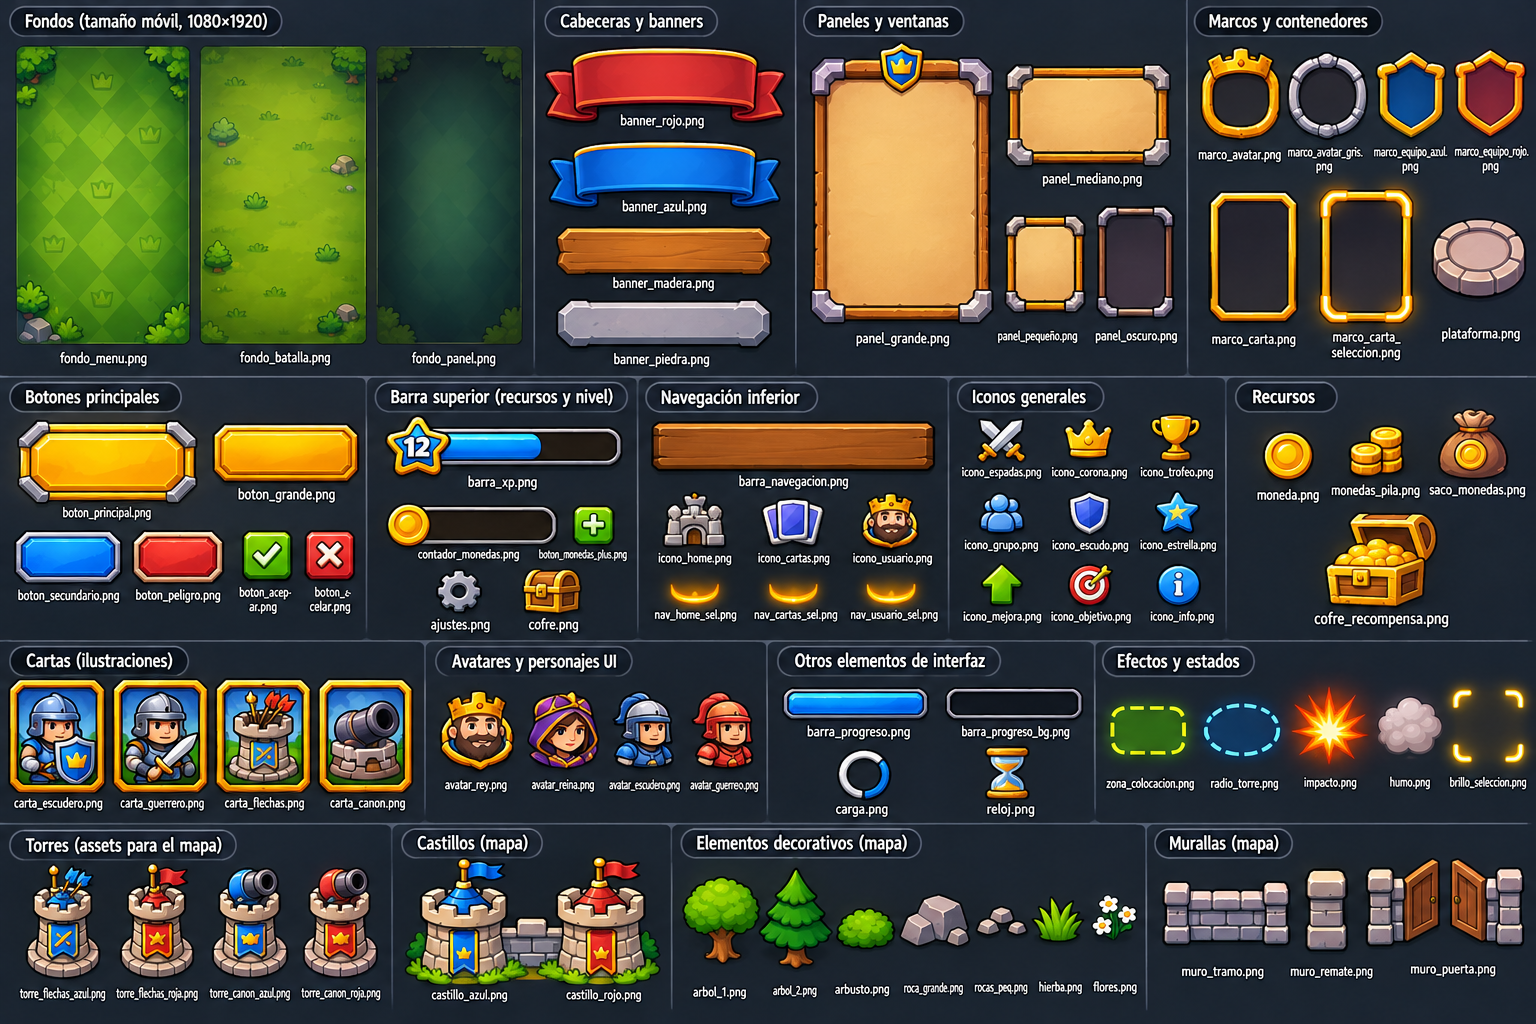 Fondos (tamaño móvil, 1080×1920)
fondo_menu.png
fondo_batalla.png
fondo_panel.png
Cabeceras y banners
banner_rojo.png
banner_azul.png
banner_madera.png
banner_piedra.png
Paneles y ventanas
panel_grande.png
panel_mediano.png
panel_pequeño.png
panel_oscuro.png
Marcos y contenedores
marco_avatar.png
marco_avatar_gris.
png
marco_equipo_azul.
png
marco_equipo_rojo.
png
marco_carta.png
marco_carta_
seleccion.png
plataforma.png
Botones principales
boton_principal.png
boton_grande.png
boton_secundario.png
boton_peligro.png
boton_acep-
ar.png
boton_c-
celar.png
Barra superior (recursos y nivel)
12
barra_xp.png
contador_monedas.png
boton_monedas_plus.png
ajustes.png
cofre.png
Navegación inferior
barra_navegacion.png
icono_home.png
icono_cartas.png
icono_usuario.png
nav_home_sel.png
nav_cartas_sel.png
nav_usuario_sel.png
Iconos generales
icono_espadas.png
icono_corona.png
icono_trofeo.png
icono_grupo.png
icono_escudo.png
icono_estrella.png
icono_mejora.png
icono_objetivo.png
icono_info.png
Recursos
moneda.png
monedas_pila.png
saco_monedas.png
cofre_recompensa.png
Cartas (ilustraciones)
carta_escudero.png
carta_guerrero.png
carta_flechas.png
carta_canon.png
Avatares y personajes UI
avatar_rey.png
avatar_reina.png
avatar_escudero.png
avatar_guerreo.png
Otros elementos de interfaz
barra_progreso.png
barra_progreso_bg.png
carga.png
reloj.png
Efectos y estados
zona_colocacion.png
radio_torre.png
impacto.png
humo.png
brillo_seleccion.png
Torres (assets para el mapa)
torre_flechas_azul.png
torre_flechas_roja.png
torre_canon_azul.png
torre_canon_roja.png
Castillos (mapa)
castillo_azul.png
castillo_rojo.png
Elementos decorativos (mapa)
arbol_1.png
arbol_2.png
arbusto.png
roca_grande.png
rocas_peq.png
hierba.png
flores.png
Murallas (mapa)
muro_tramo.png
muro_remate.png
muro_puerta.png